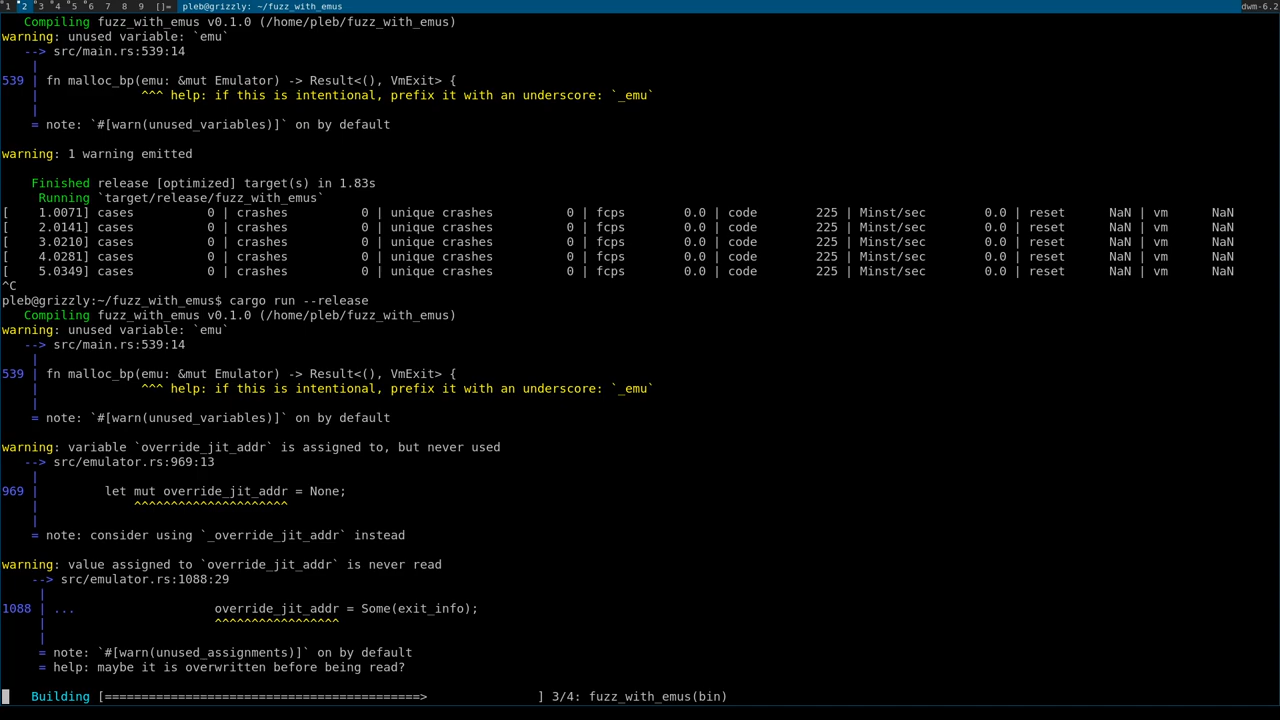 1 2 3 4 5 6 7 8 9 []= pleb@grizzly: ~/fuzz_with_emus dwm-6.2
Compiling fuzz_with_emus v0.1.0 (/home/pleb/fuzz_with_emus)
warning: unused variable: `emu`
--> src/main.rs:539:14
|
539 | fn malloc_bp(emu: &mut Emulator) -> Result<(), VmExit> {
| ^^^ help: if this is intentional, prefix it with an underscore: `_emu`
|
= note: `#[warn(unused_variables)]` on by default
warning: 1 warning emitted
Finished release [optimized] target(s) in 1.83s
Running `target/release/fuzz_with_emus`
[ 1.0071] cases 0 | crashes 0 | unique crashes 0 | fcps 0.0 | code 225 | Minst/sec 0.0 | reset NaN | vm NaN
[ 2.0141] cases 0 | crashes 0 | unique crashes 0 | fcps 0.0 | code 225 | Minst/sec 0.0 | reset NaN | vm NaN
[ 3.0210] cases 0 | crashes 0 | unique crashes 0 | fcps 0.0 | code 225 | Minst/sec 0.0 | reset NaN | vm NaN
[ 4.0281] cases 0 | crashes 0 | unique crashes 0 | fcps 0.0 | code 225 | Minst/sec 0.0 | reset NaN | vm NaN
[ 5.0349] cases 0 | crashes 0 | unique crashes 0 | fcps 0.0 | code 225 | Minst/sec 0.0 | reset NaN | vm NaN
^C
pleb@grizzly:~/fuzz_with_emus$ cargo run --release
Compiling fuzz_with_emus v0.1.0 (/home/pleb/fuzz_with_emus)
warning: unused variable: `emu`
--> src/main.rs:539:14
|
539 | fn malloc_bp(emu: &mut Emulator) -> Result<(), VmExit> {
| ^^^ help: if this is intentional, prefix it with an underscore: `_emu`
|
= note: `#[warn(unused_variables)]` on by default
warning: variable `override_jit_addr` is assigned to, but never used
--> src/emulator.rs:969:13
|
969 | let mut override_jit_addr = None;
| ^^^^^^^^^^^^^^^^^^^^^
|
= note: consider using `_override_jit_addr` instead
warning: value assigned to `override_jit_addr` is never read
--> src/emulator.rs:1088:29
|
1088 | ... override_jit_addr = Some(exit_info);
| ^^^^^^^^^^^^^^^^^
|
= note: `#[warn(unused_assignments)]` on by default
= help: maybe it is overwritten before being read?
Building [===========================================> ] 3/4: fuzz_with_emus(bin)